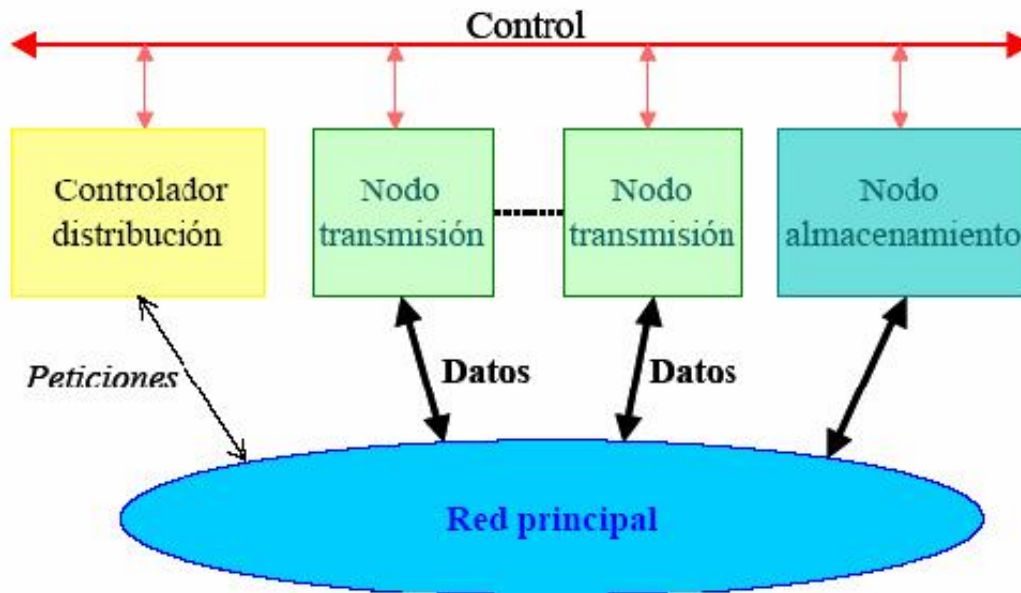 Control
Controlador
distribución
Nodo
transmisión
Nodo
transmisión
Nodo
almacenamiento
Peticiones
Datos
Datos
Red principal